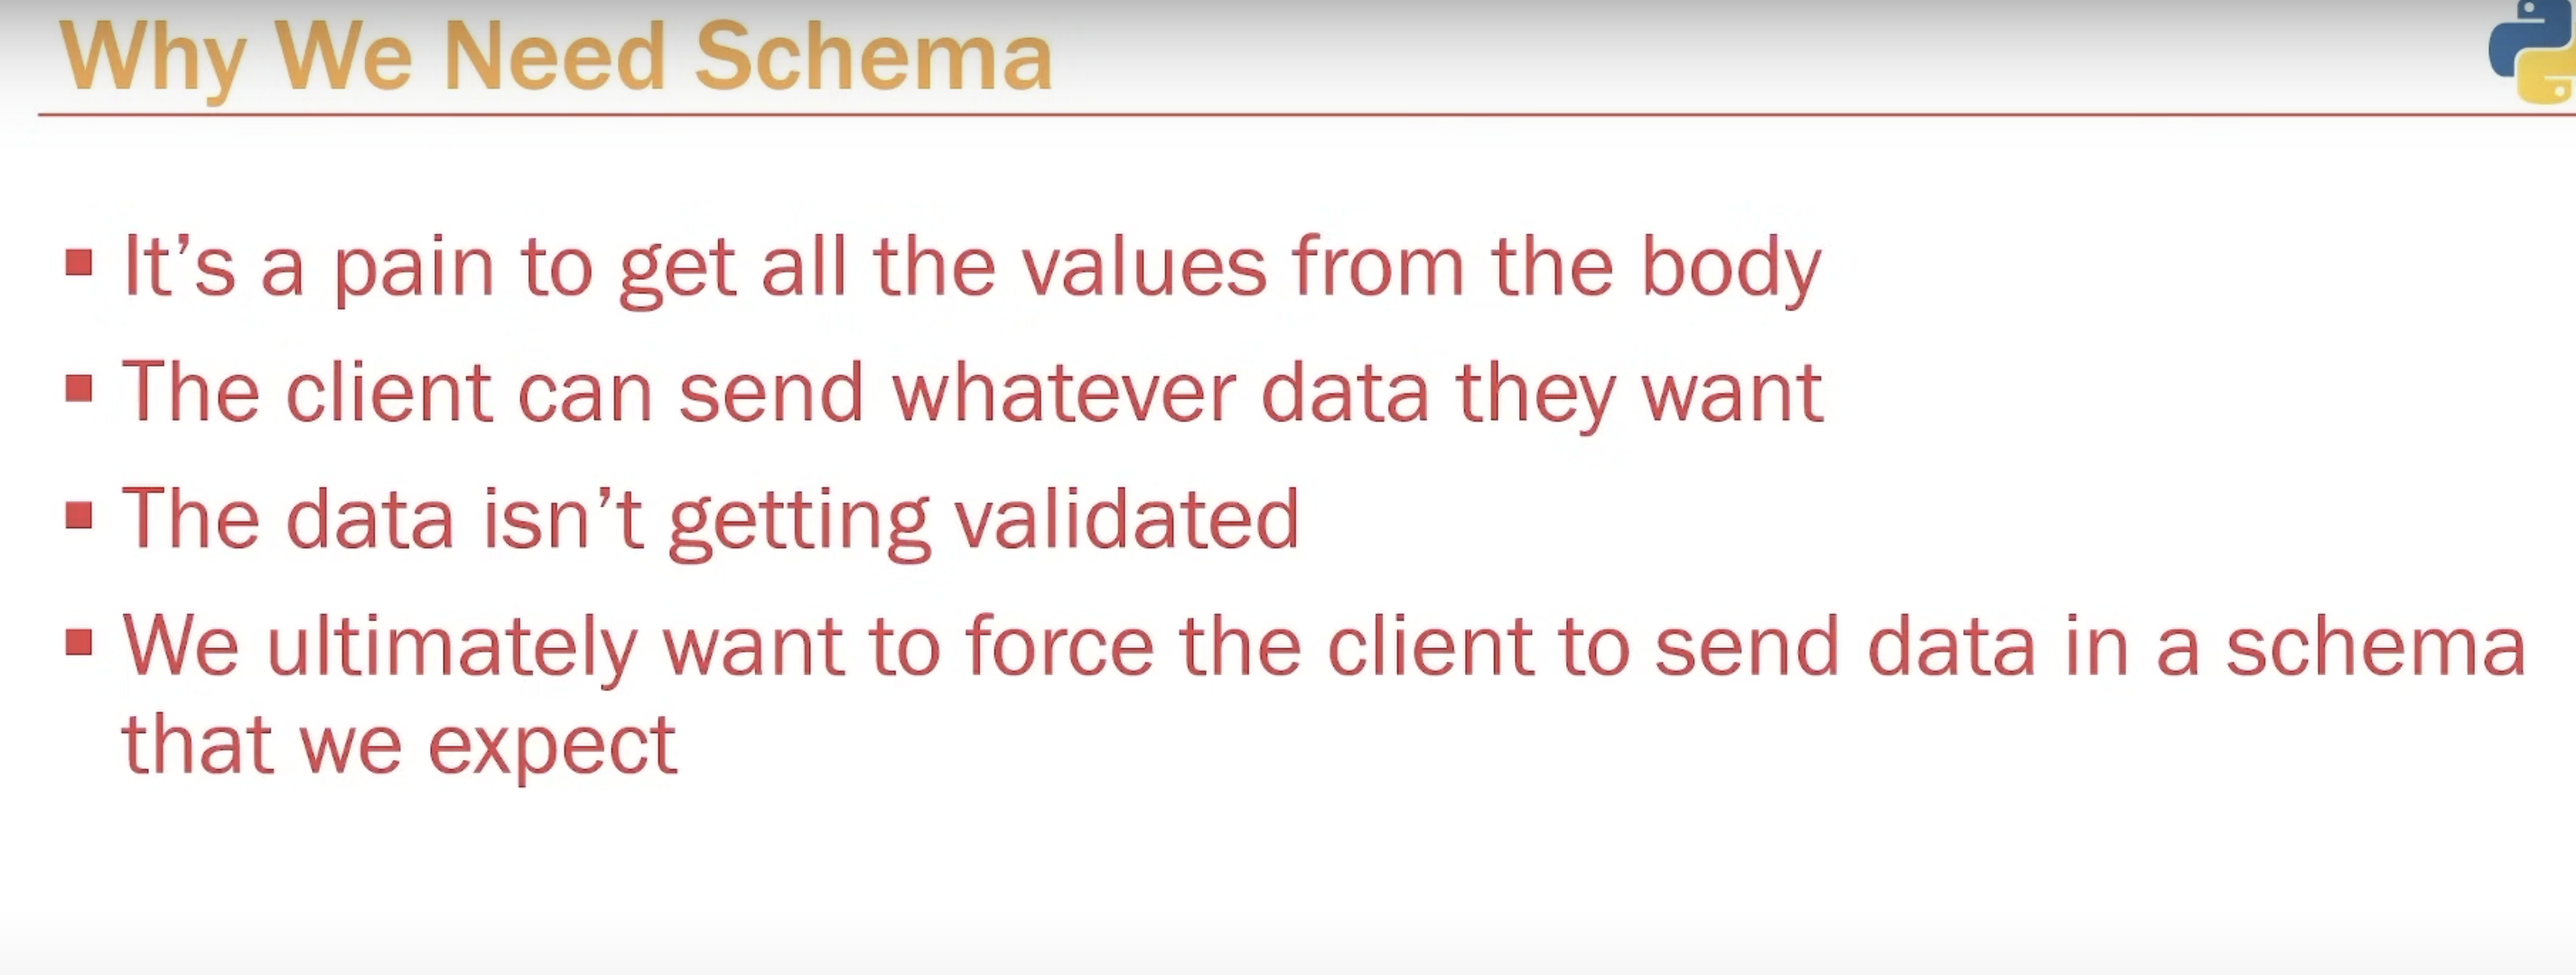 Why We Need Schema
▪ It’s a pain to get all the values from the body
▪ The client can send whatever data they want
▪ The data isn’t getting validated
▪ We ultimately want to force the client to send data in a schema
that we expect